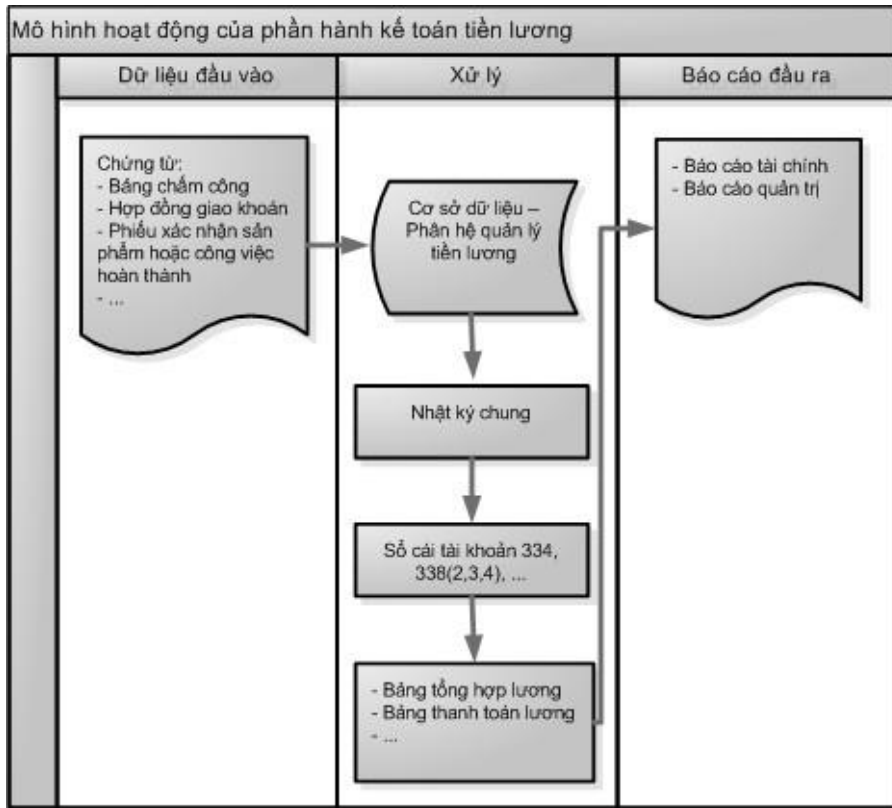 Mô hình hoạt động của phần hành kế toán tiền lương
Dữ liệu đầu vào
Xử lý
Báo cáo đầu ra
Chứng từ:
- Bảng chấm công
- Hợp đồng giao khoán
- Phiếu xác nhận sản
phẩm hoặc công việc
hoàn thành
- ...
Cơ sở dữ liệu –
Phân hệ quản lý
tiền lương
Nhật ký chung
Sổ cái tài khoản 334,
338(2,3,4), ...
- Bảng tổng hợp lương
- Bảng thanh toán lương
- ...
- Báo cáo tài chính
- Báo cáo quản trị